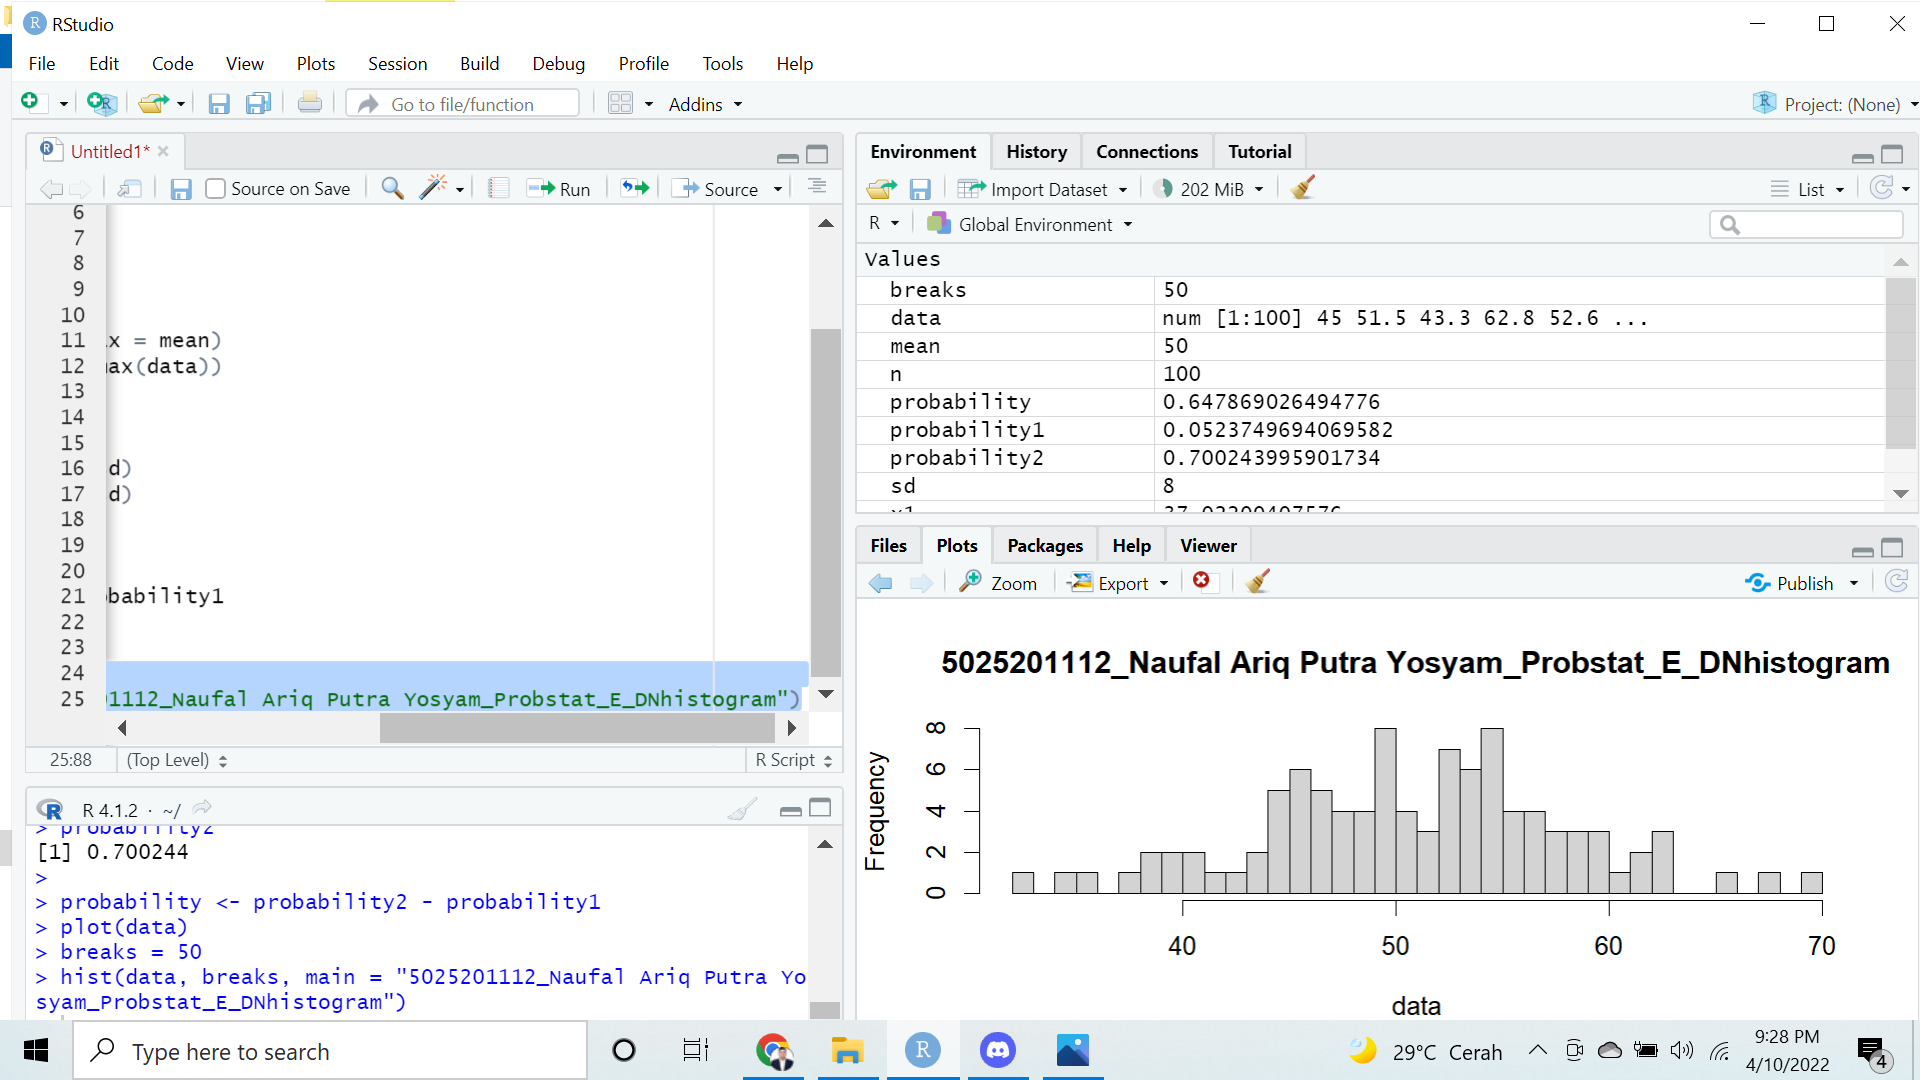 RStudio
File Edit Code View Plots Session Build Debug Profile Tools Help
Go to file/function Addins Project: (None)
Untitled1*
Source on Save Run Source
6
7
8
9
10
11 x = mean)
12 ax(data))
13
14
15
16 d)
17 d)
18
19
20
21 bability1
22
23
24
25 1112_Naufal Ariq Putra Yosyam_Probstat_E_DNhistogram")
25:88 (Top Level) R Script
R 4.1.2 · ~/
> probability2
[1] 0.700244
>
> probability <- probability2 - probability1
> plot(data)
> breaks = 50
> hist(data, breaks, main = "5025201112_Naufal Ariq Putra Yo
syam_Probstat_E_DNhistogram")
Environment History Connections Tutorial
Import Dataset 202 MiB List
R Global Environment
Values
breaks 50
data num [1:100] 45 51.5 43.3 62.8 52.6 ...
mean 50
n 100
probability 0.647869026494776
probability1 0.0523749694069582
probability2 0.700243995901734
sd 8
Files Plots Packages Help Viewer
Zoom Export Publish
5025201112_Naufal Ariq Putra Yosyam_Probstat_E_DNhistogram
Frequency
8
6
4
2
0
40 50 60 70
data
Type here to search
29°C Cerah
9:28 PM
4/10/2022
4